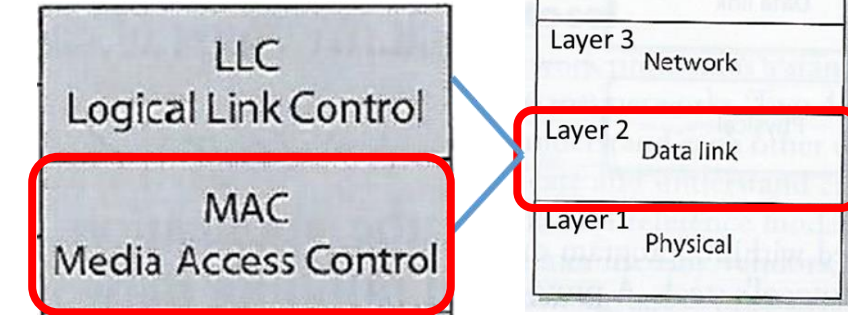 LLC
Logical Link Control
MAC
Media Access Control
Layer 3
Network
Layer 2
Data link
Layer 1
Physical